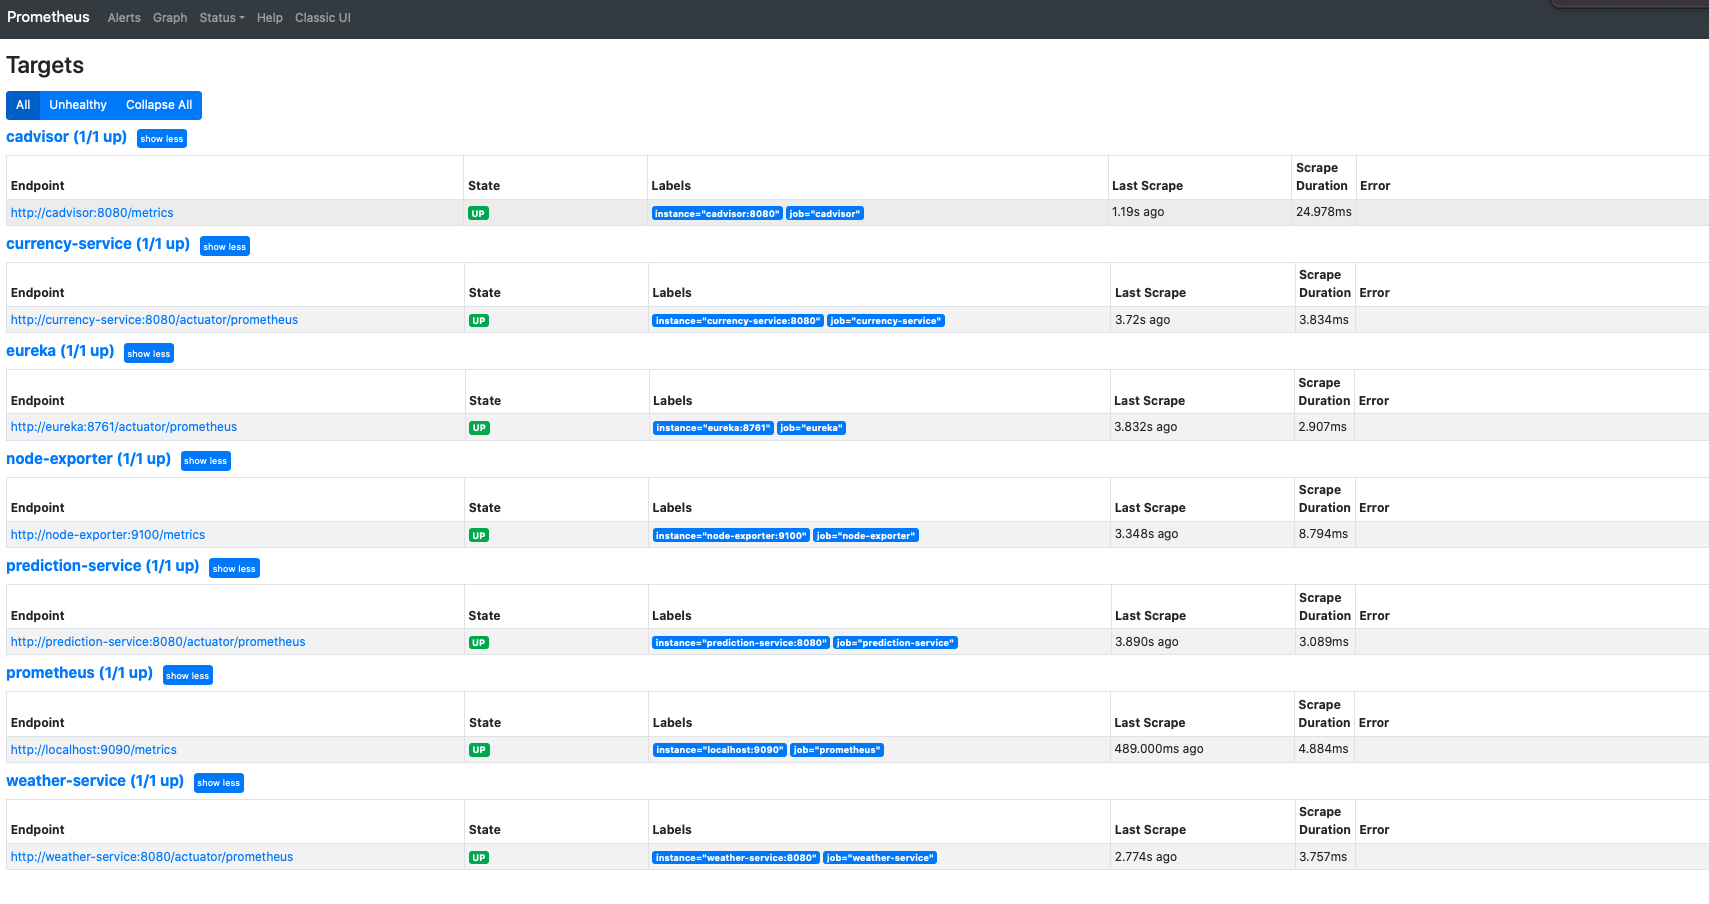 Prometheus Alerts Graph Status Help Classic UI
Targets
All Unhealthy Collapse All
cadvisor (1/1 up) show less
Endpoint State Labels Last Scrape Scrape Duration Error
http://cadvisor:8080/metrics UP instance="cadvisor:8080" job="cadvisor" 1.19s ago 24.978ms
currency-service (1/1 up) show less
Endpoint State Labels Last Scrape Scrape Duration Error
http://currency-service:8080/actuator/prometheus UP instance="currency-service:8080" job="currency-service" 3.72s ago 3.834ms
eureka (1/1 up) show less
Endpoint State Labels Last Scrape Scrape Duration Error
http://eureka:8761/actuator/prometheus UP instance="eureka:8761" job="eureka" 3.832s ago 2.907ms
node-exporter (1/1 up) show less
Endpoint State Labels Last Scrape Scrape Duration Error
http://node-exporter:9100/metrics UP instance="node-exporter:9100" job="node-exporter" 3.348s ago 8.794ms
prediction-service (1/1 up) show less
Endpoint State Labels Last Scrape Scrape Duration Error
http://prediction-service:8080/actuator/prometheus UP instance="prediction-service:8080" job="prediction-service" 3.890s ago 3.089ms
prometheus (1/1 up) show less
Endpoint State Labels Last Scrape Scrape Duration Error
http://localhost:9090/metrics UP instance="localhost:9090" job="prometheus" 489.000ms ago 4.884ms
weather-service (1/1 up) show less
Endpoint State Labels Last Scrape Scrape Duration Error
http://weather-service:8080/actuator/prometheus UP instance="weather-service:8080" job="weather-service" 2.774s ago 3.757ms